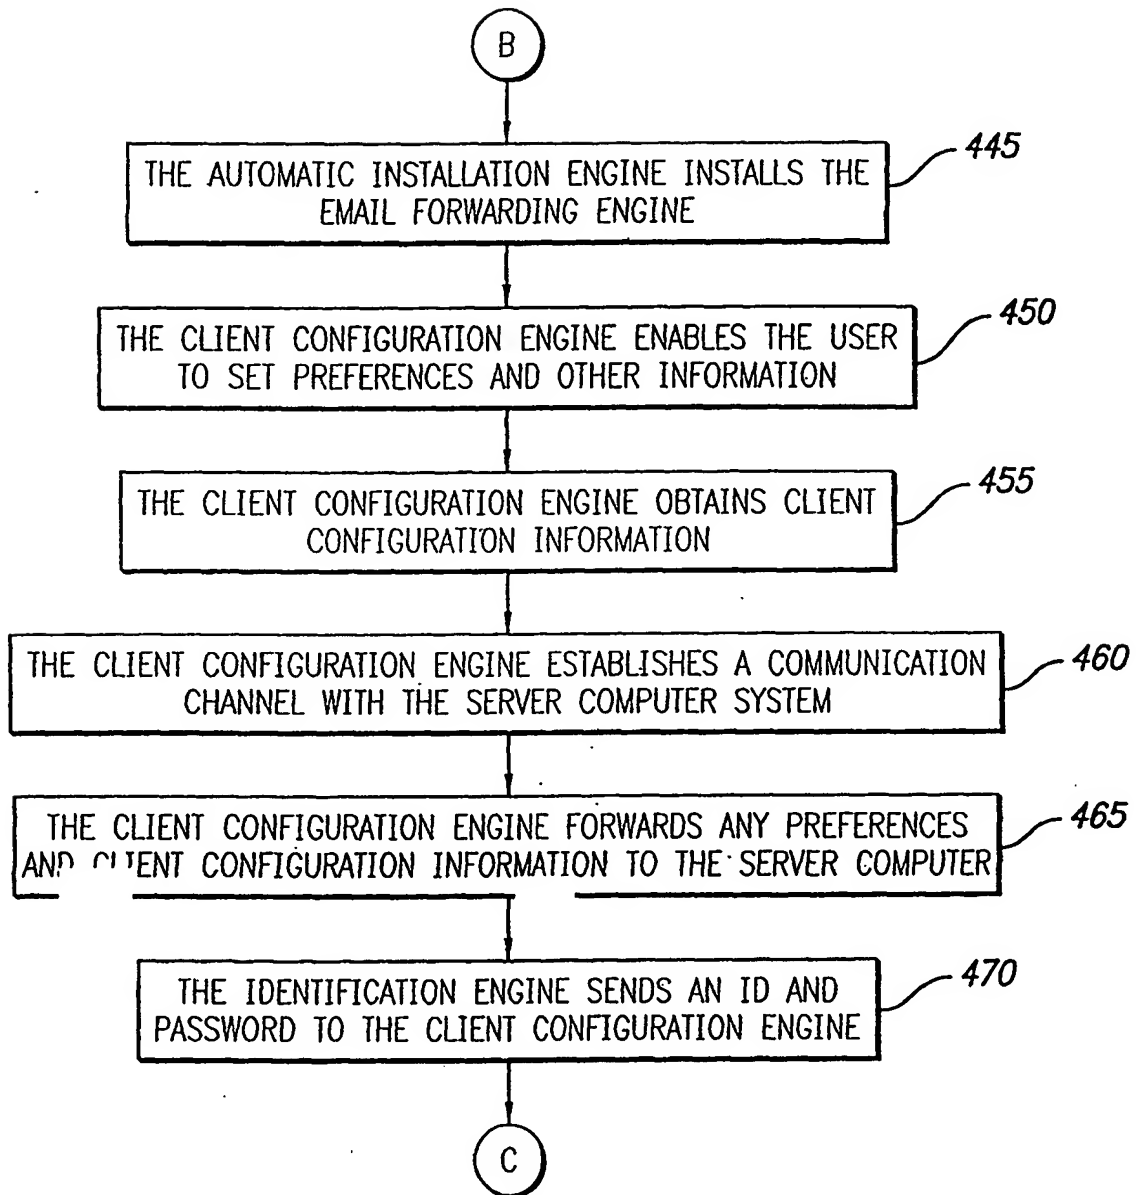 B
THE AUTOMATIC INSTALLATION ENGINE INSTALLS THE
EMAIL FORWARDING ENGINE
445
THE CLIENT CONFIGURATION ENGINE ENABLES THE USER
TO SET PREFERENCES AND OTHER INFORMATION
450
THE CLIENT CONFIGURATION ENGINE OBTAINS CLIENT
CONFIGURATION INFORMATION
455
THE CLIENT CONFIGURATION ENGINE ESTABLISHES A COMMUNICATION
CHANNEL WITH THE SERVER COMPUTER SYSTEM
460
THE CLIENT CONFIGURATION ENGINE FORWARDS ANY PREFERENCES
AND CLIENT CONFIGURATION INFORMATION TO THE SERVER COMPUTER
465
THE IDENTIFICATION ENGINE SENDS AN ID AND
PASSWORD TO THE CLIENT CONFIGURATION ENGINE
470
C